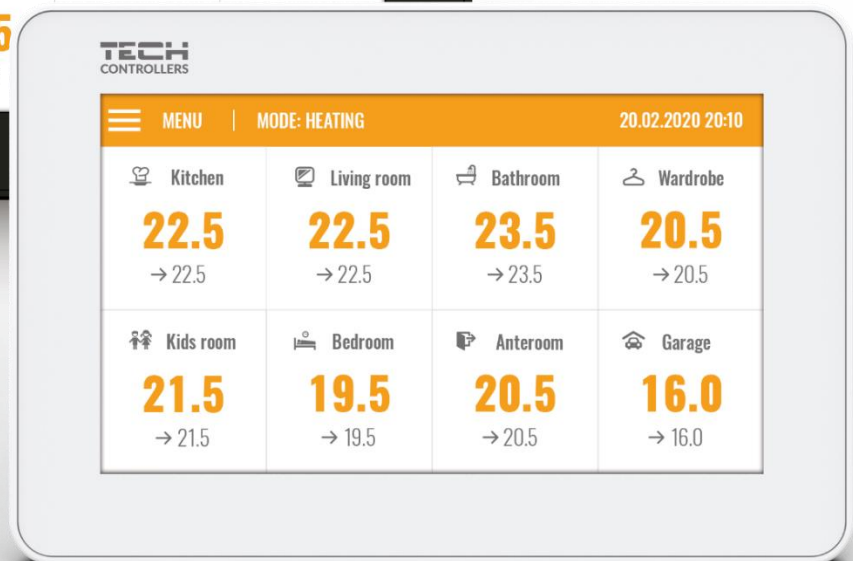 5
TECH
CONTROLLERS
MENU | MODE: HEATING 20.02.2020 20:10
Kitchen Living room Bathroom Wardrobe
22.5 22.5 23.5 20.5
→ 22.5 → 22.5 → 23.5 → 20.5
Kids room Bedroom Anteroom Garage
21.5 19.5 20.5 16.0
→ 21.5 → 19.5 → 20.5 → 16.0